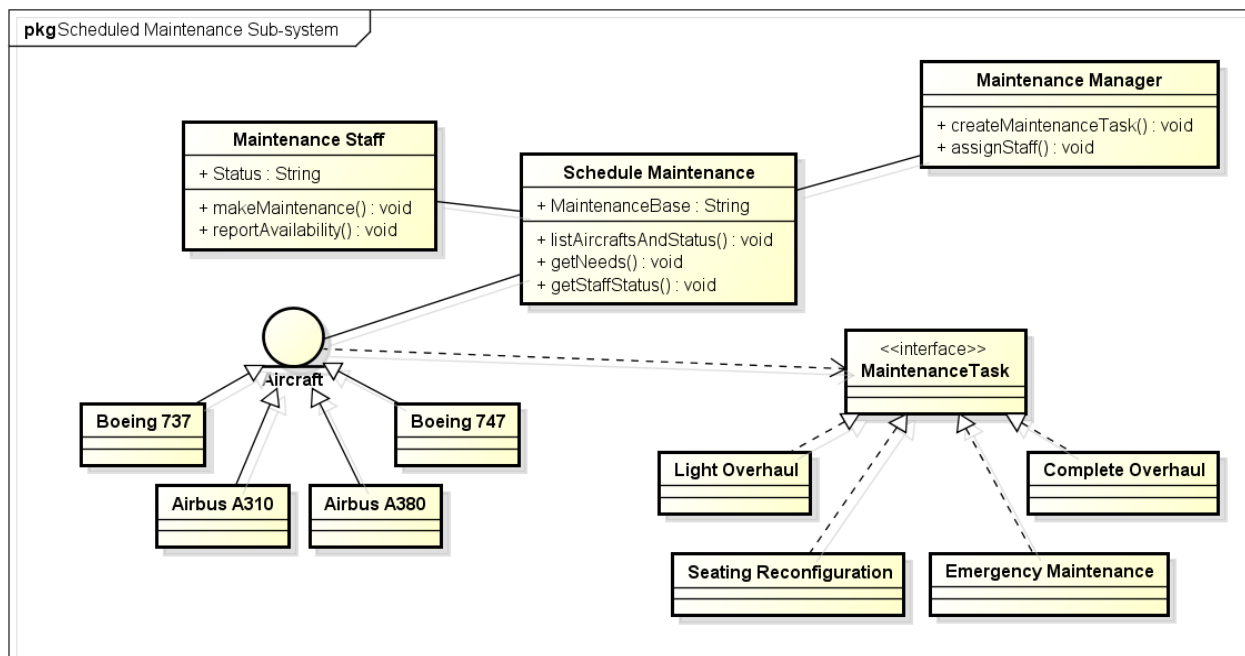 pkg Scheduled Maintenance Sub-system
Maintenance Manager
+ createMaintenanceTask() : void
+ assignStaff() : void
Maintenance Staff
+ Status : String
+ makeMaintenance() : void
+ reportAvailability() : void
Schedule Maintenance
+ MaintenanceBase : String
+ listAircraftsAndStatus() : void
+ getNeeds() : void
+ getStaffStatus() : void
Aircraft
<<interface>>
MaintenanceTask
Boeing 737
Boeing 747
Airbus A310
Airbus A380
Light Overhaul
Complete Overhaul
Seating Reconfiguration
Emergency Maintenance